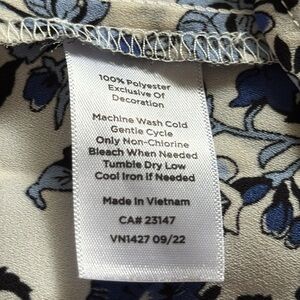 100% Polyester
Exclusive Of
Decoration
Machine Wash Cold
Gentle Cycle
Only Non-Chlorine
Bleach When Needed
Tumble Dry Low
Cool Iron if Needed
Made In Vietnam
CA# 23147
VN1427 09/22